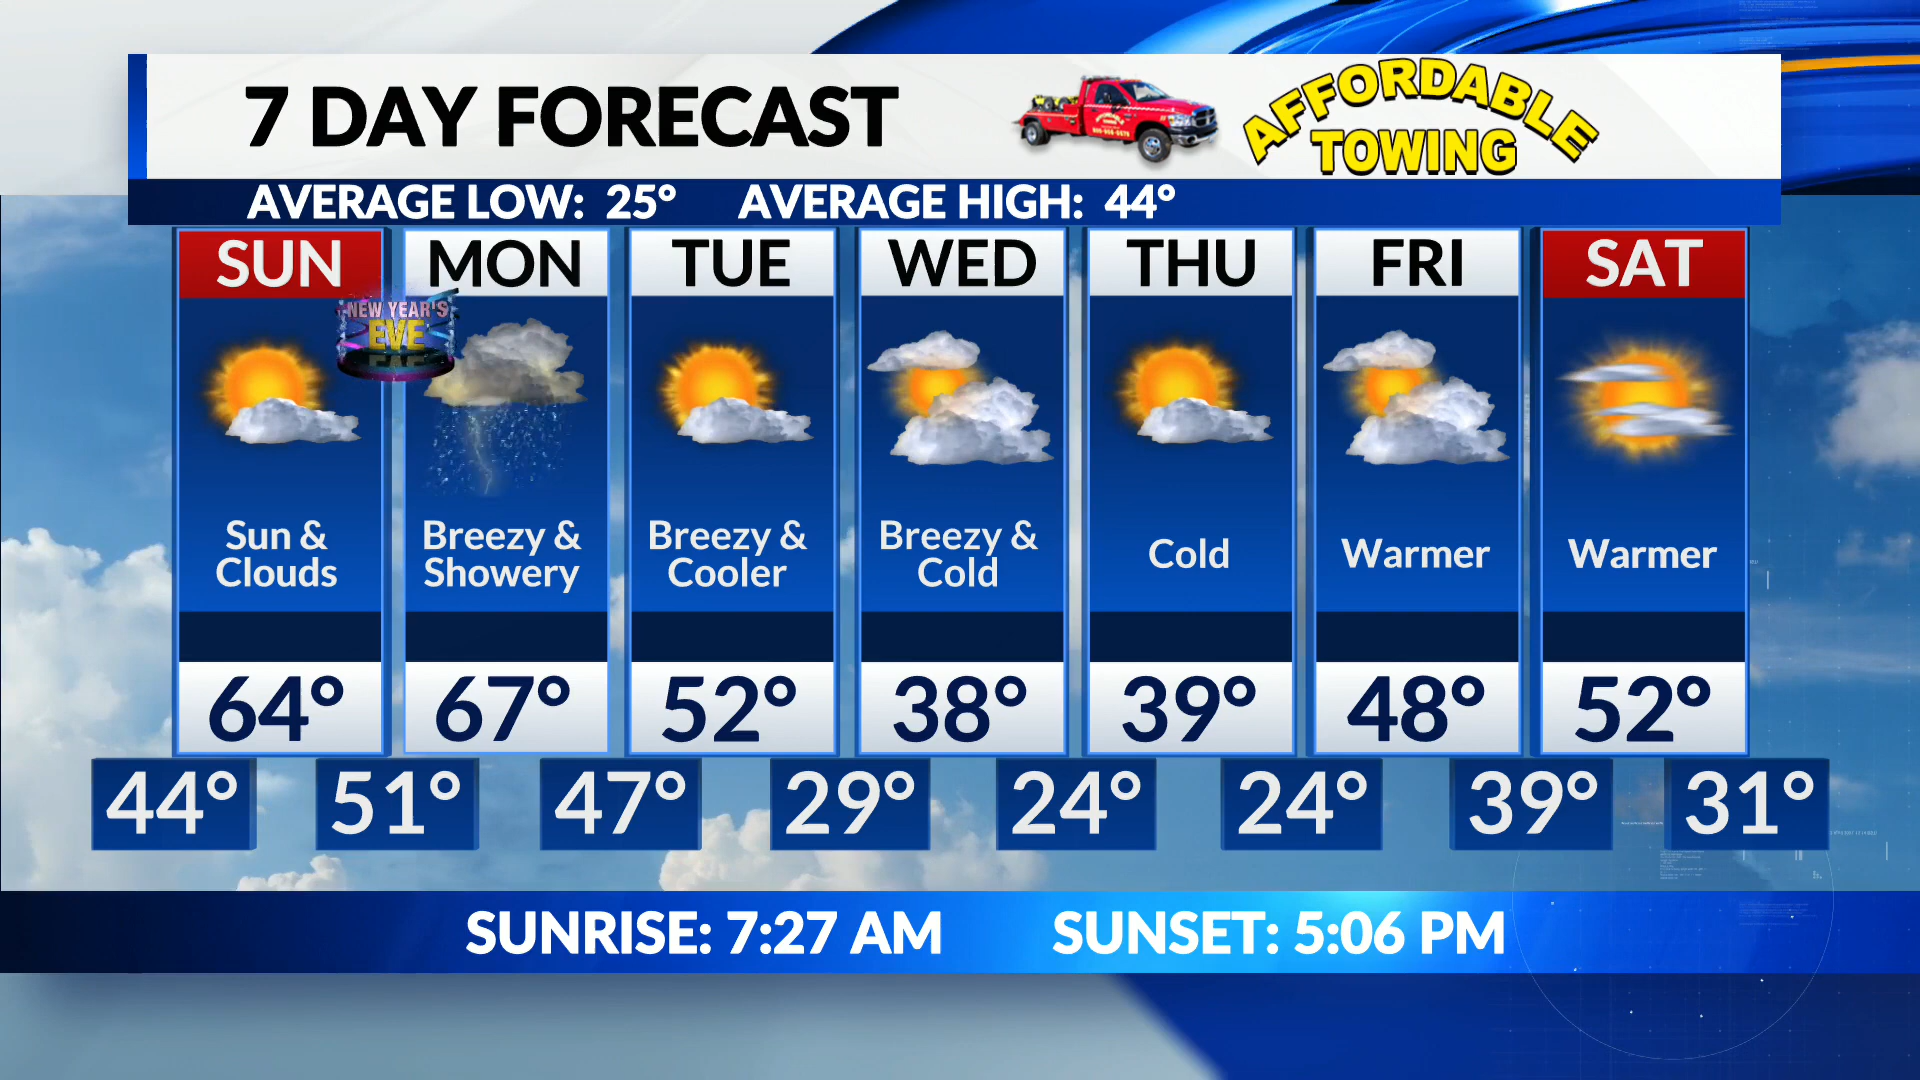 7 DAY FORECAST
AFFORDABLE
TOWING
AVERAGE LOW: 25° AVERAGE HIGH: 44°
SUN MON TUE WED THU FRI SAT
NEW YEAR'S
EVE
Sun &
Clouds
Breezy &
Showery
Breezy &
Cooler
Breezy &
Cold
Cold
Warmer
Warmer
64° 67° 52° 38° 39° 48° 52°
44° 51° 47° 29° 24° 24° 39° 31°
SUNRISE: 7:27 AM SUNSET: 5:06 PM